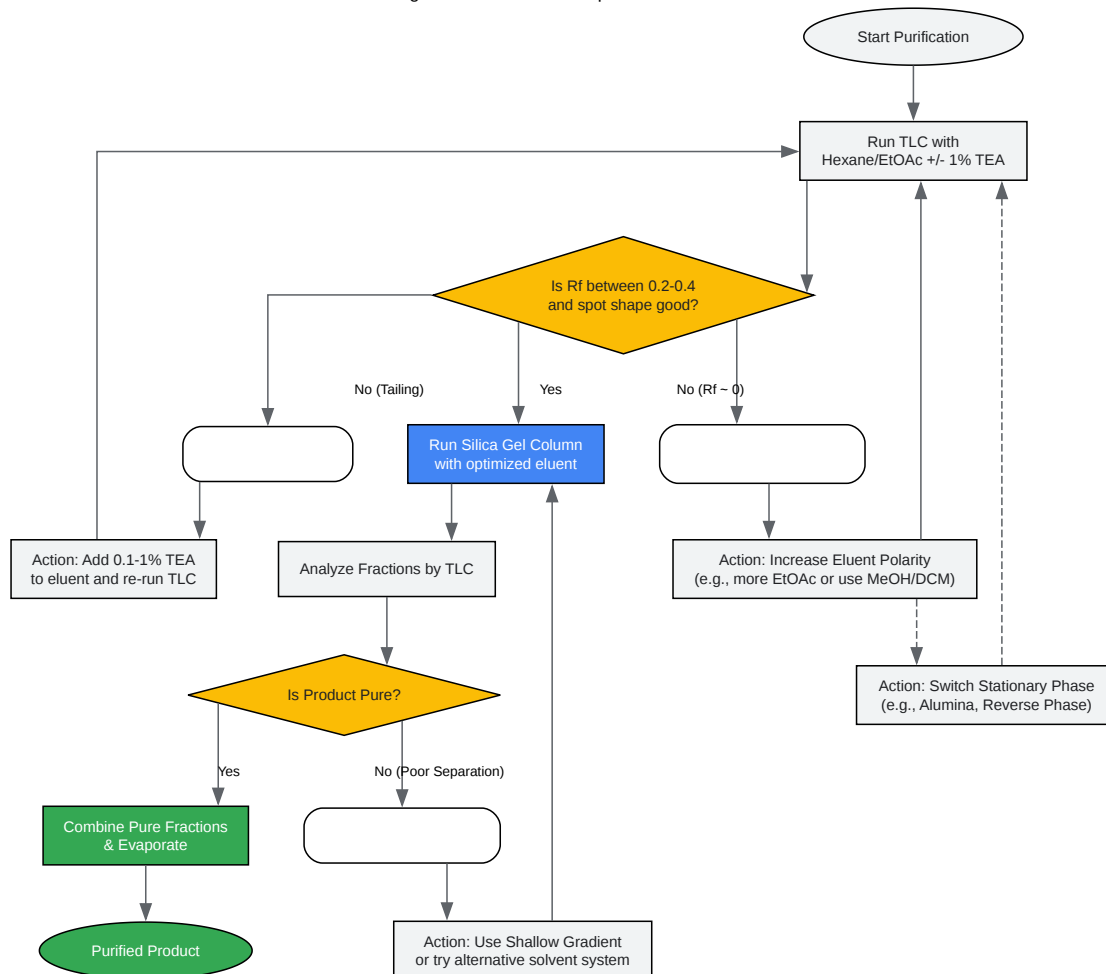 Start Purification
Run TLC with
Hexane/EtOAc +/- 1% TEA
Is Rf between 0.2-0.4
and spot shape good?
No (Tailing)
Yes
No (Rf ~ 0)
Run Silica Gel Column
with optimized eluent
Action: Add 0.1-1% TEA
to eluent and re-run TLC
Analyze Fractions by TLC
Action: Increase Eluent Polarity
(e.g., more EtOAc or use MeOH/DCM)
Is Product Pure?
Action: Switch Stationary Phase
(e.g., Alumina, Reverse Phase)
Yes
No (Poor Separation)
Combine Pure Fractions
& Evaporate
Purified Product
Action: Use Shallow Gradient
or try alternative solvent system